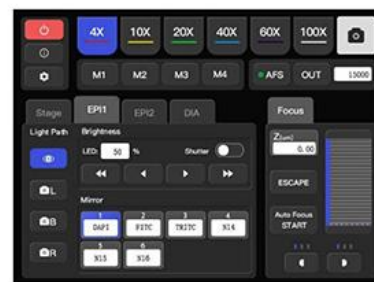 4X 10X 20X 40X 60X 100X
M1 M2 M3 M4 AFS OUT 15000
Stage EPI1 EPI2 DIA Focus
Light Path Brightness
LED: 50 % Shutter
Z(um)
0.00
L
ESCAPE
Mirror
B
1 2 3 4
DAPI FITC TRITC N14
Auto Focus
START
R
5 6
N15 N16